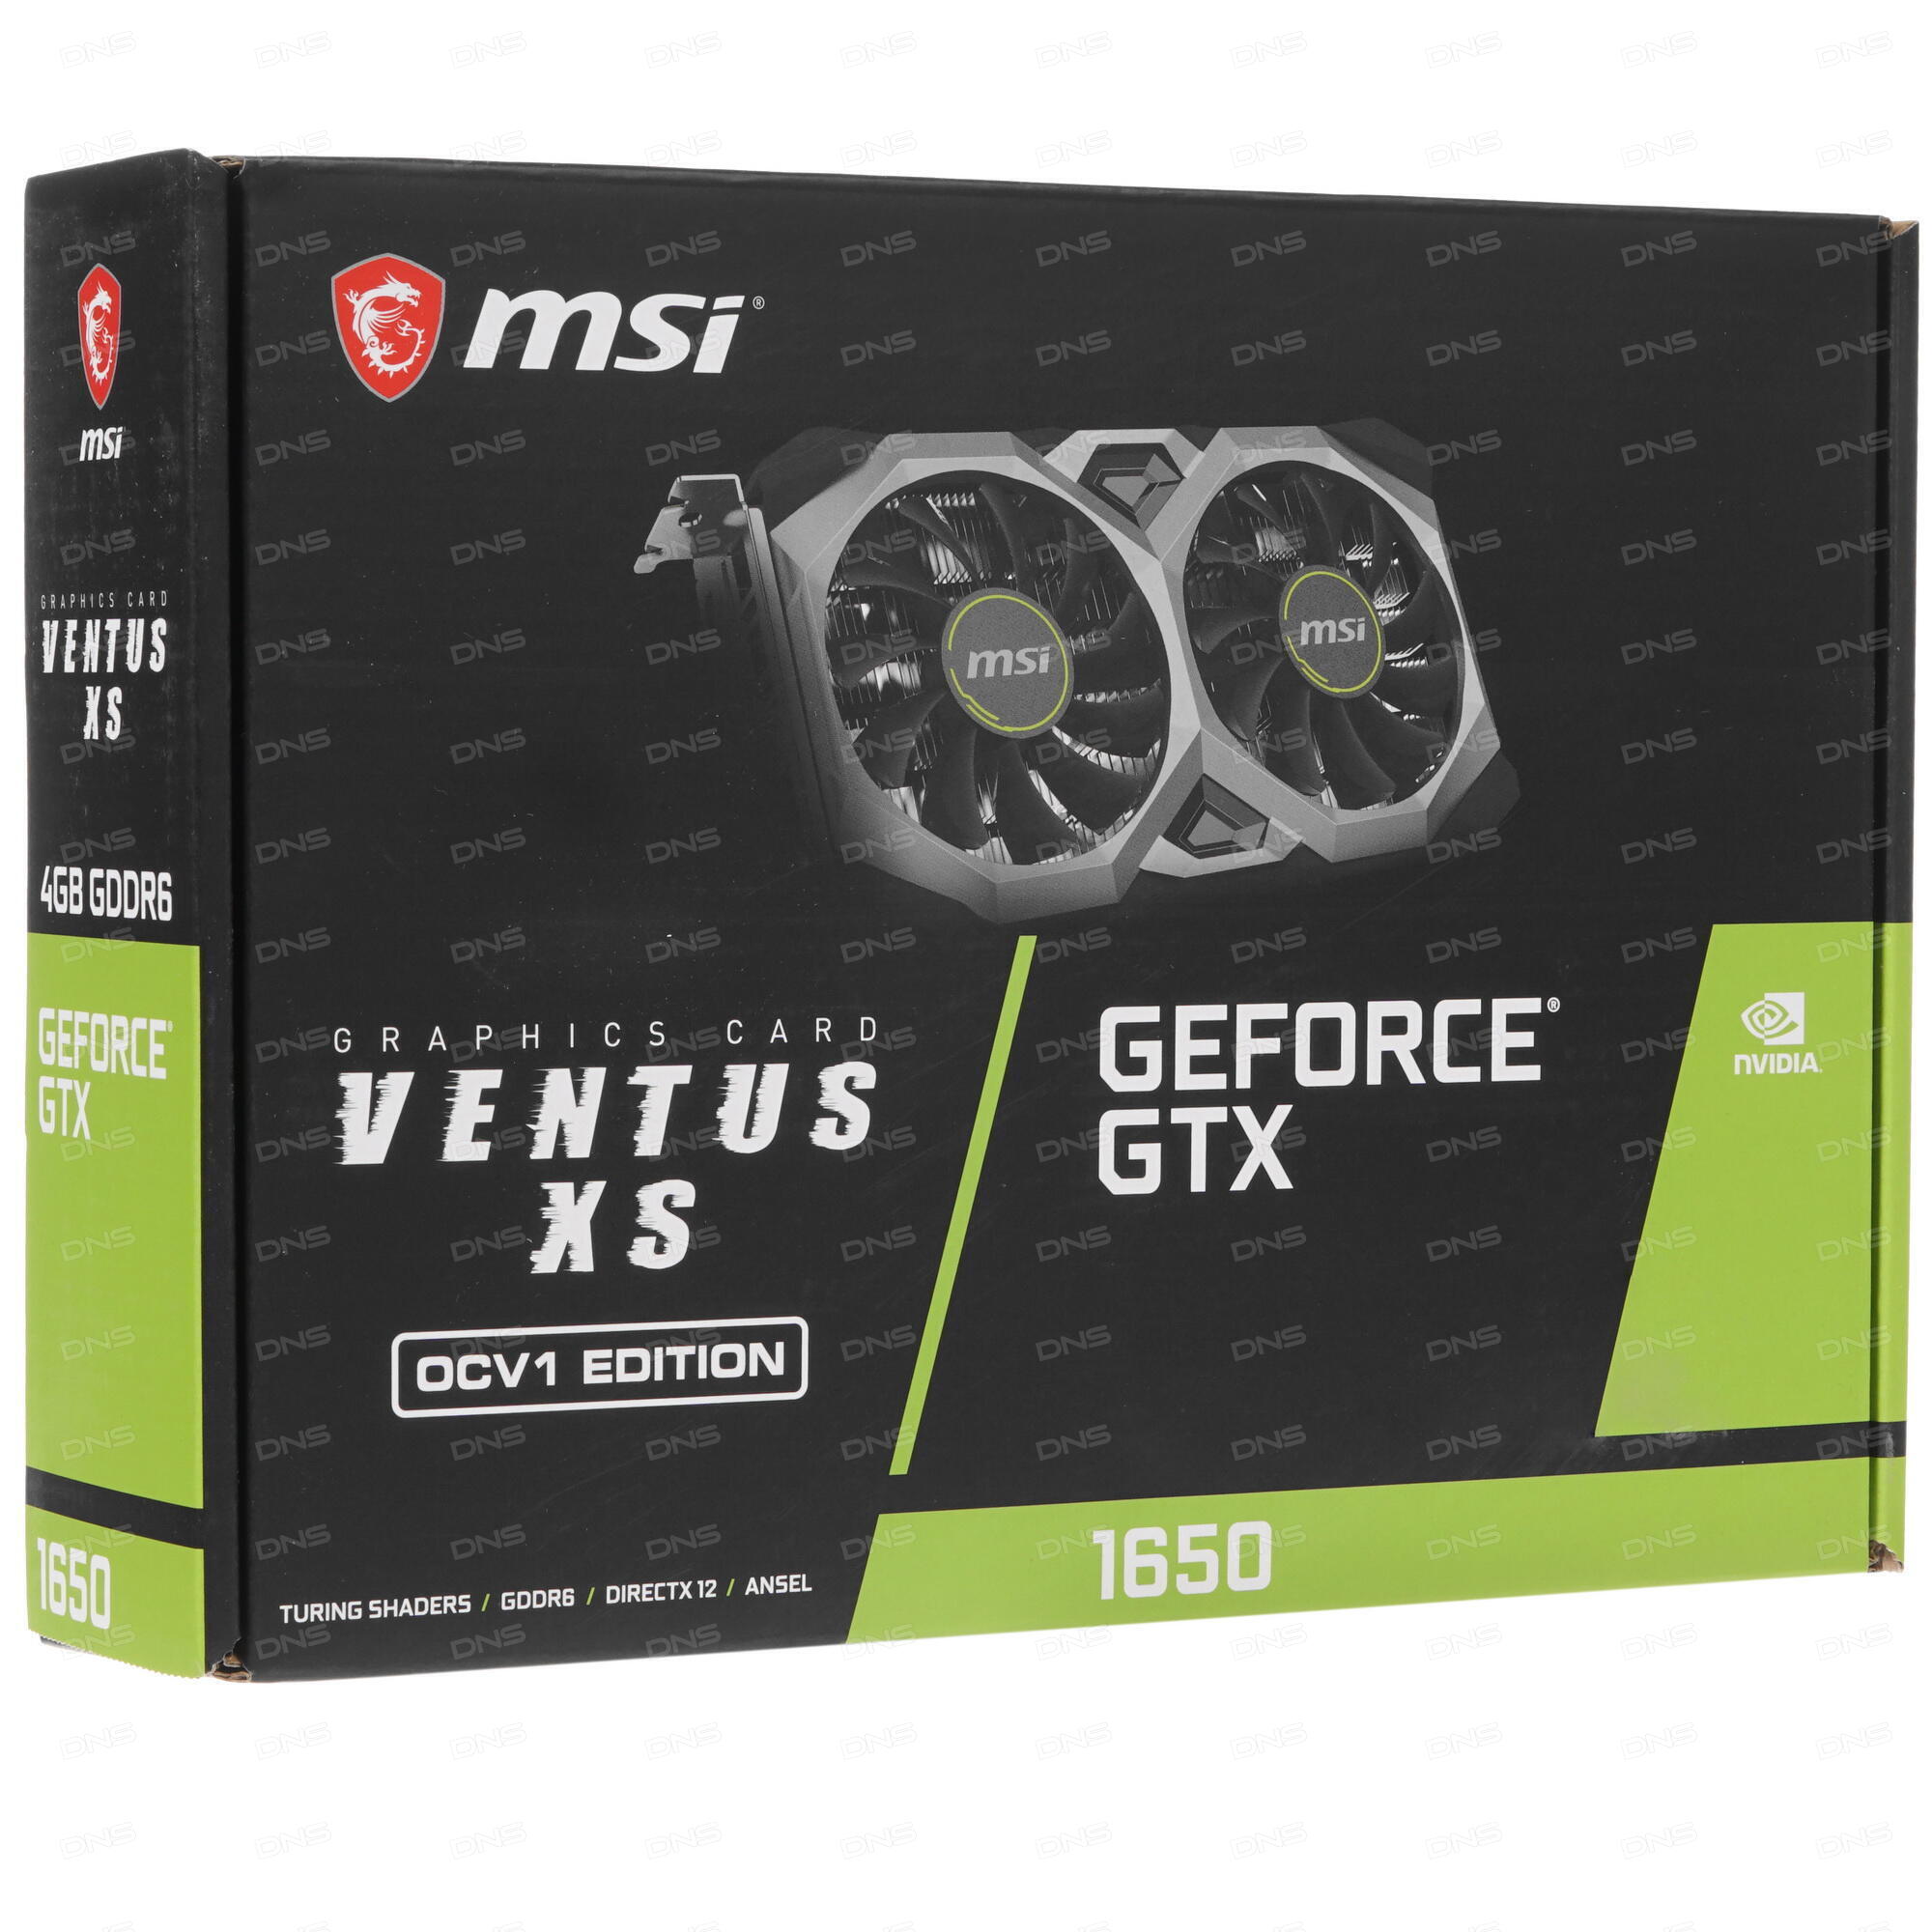 msi
GRAPHICS CARD
VENTUS
XS
4GB GDDR6
GEFORCE®
GTX
1650
msi®
msi
msi
GRAPHICS CARD
VENTUS
XS
OCV1 EDITION
TURING SHADERS / GDDR6 / DIRECTX 12 / ANSEL
GEFORCE®
GTX
1650
NVIDIA.
DNS